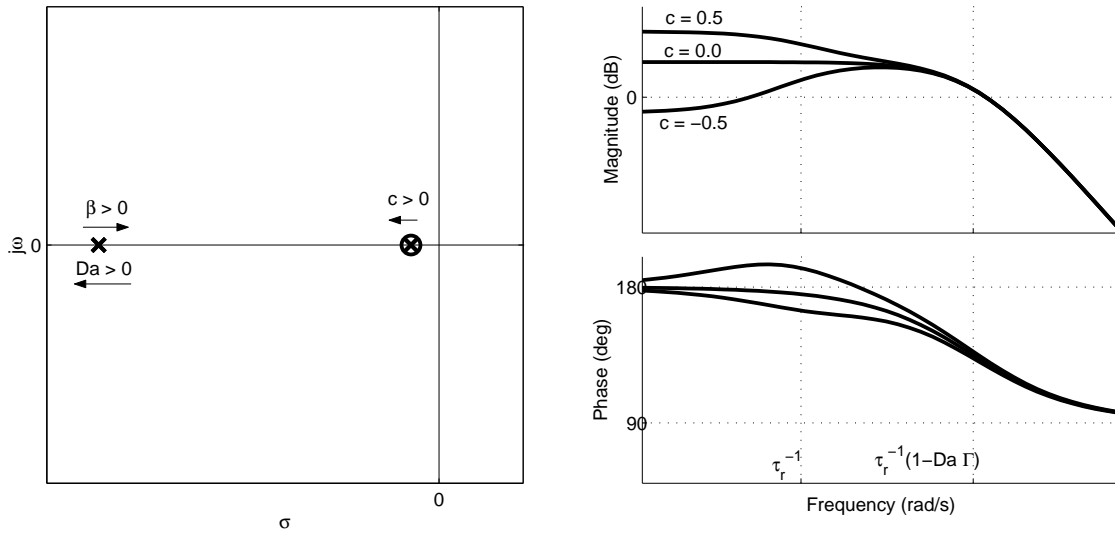 β > 0
Da > 0
c > 0
jω
0
0
σ
c = 0.5
c = 0.0
c = −0.5
Magnitude (dB)
0
180
90
Phase (deg)
τr−1
τr−1(1−Da Γ)
Frequency (rad/s)